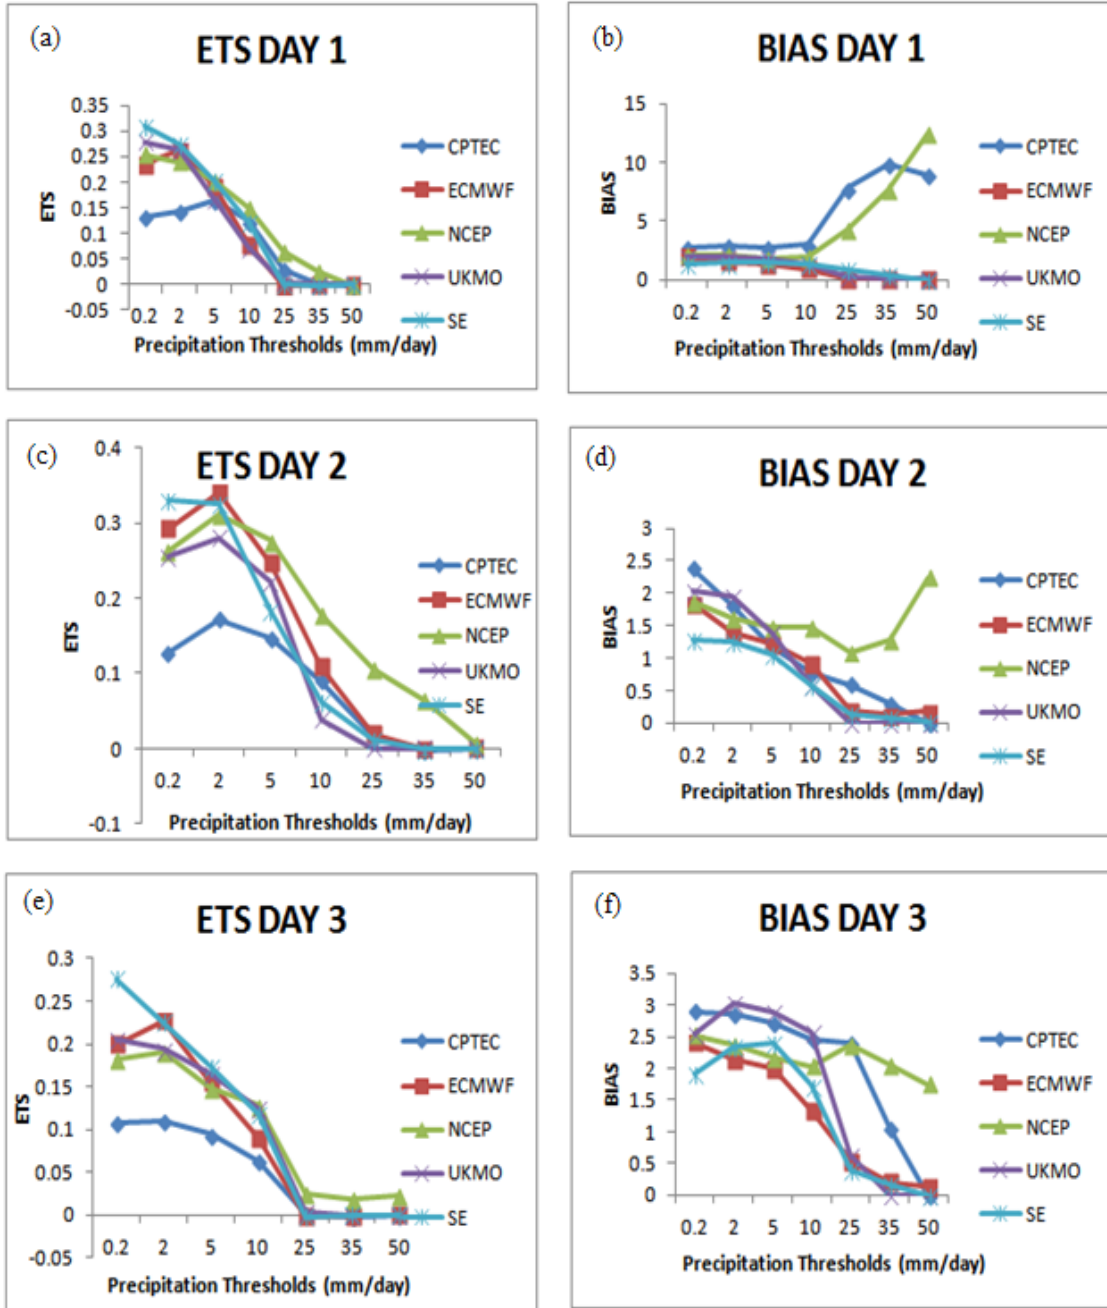 (a)
ETS DAY 1
0.35
0.3
0.25
0.2
0.15
0.1
0.05
0
-0.05
ETS
0.2 2 5 10 25 35 50
Precipitation Thresholds (mm/day)
CPTEC
ECMWF
NCEP
UKMO
SE
(b)
BIAS DAY 1
15
10
5
0
BIAS
0.2 2 5 10 25 35 50
Precipitation Thresholds (mm/day)
CPTEC
ECMWF
NCEP
UKMO
SE
(c)
ETS DAY 2
0.4
0.3
0.2
0.1
0
-0.1
ETS
0.2 2 5 10 25 35 50
Precipitation Thresholds (mm/day)
CPTEC
ECMWF
NCEP
UKMO
SE
(d)
BIAS DAY 2
3
2.5
2
1.5
1
0.5
0
BIAS
0.2 2 5 10 25 35 50
Precipitation Thresholds (mm/day)
CPTEC
ECMWF
NCEP
UKMO
SE
(e)
ETS DAY 3
0.3
0.25
0.2
0.15
0.1
0.05
0
-0.05
ETS
0.2 2 5 10 25 35 50
Precipitation Thresholds (mm/day)
CPTEC
ECMWF
NCEP
UKMO
SE
(f)
BIAS DAY 3
3.5
3
2.5
2
1.5
1
0.5
0
BIAS
0.2 2 5 10 25 35 50
Precipitation Thresholds (mm/day)
CPTEC
ECMWF
NCEP
UKMO
SE